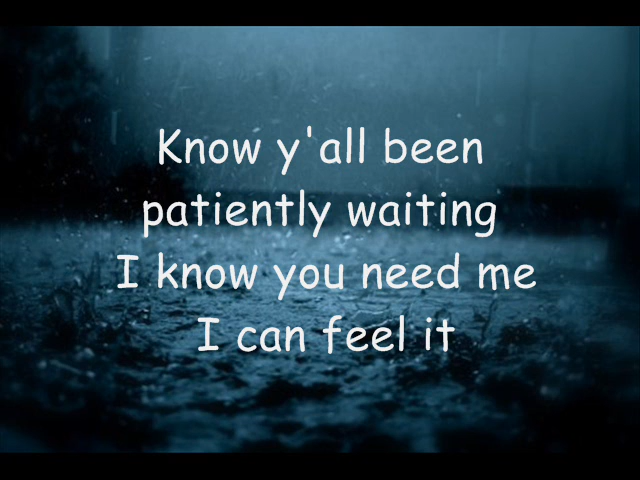 Know y'all been
patiently waiting
I know you need me
I can feel it